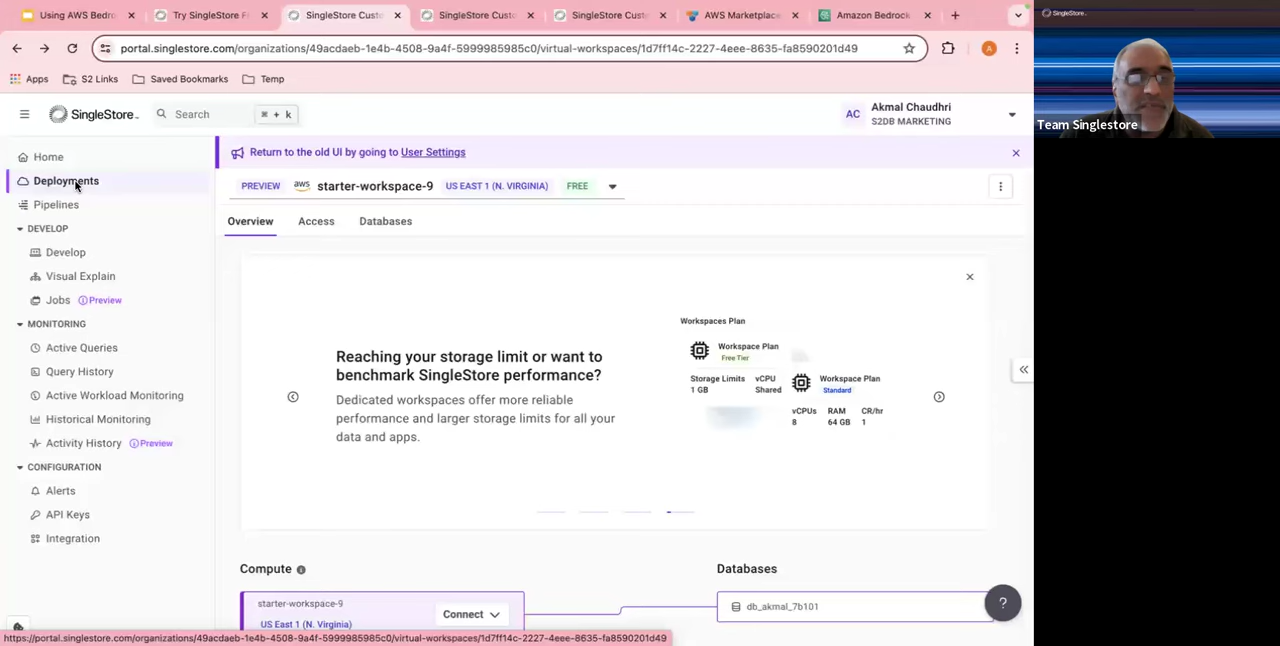 Using AWS Bedro
Try SingleStore F
SingleStore Custo
SingleStore Custo
SingleStore Custo
AWS Marketplace
Amazon Bedrock
portal.singlestore.com/organizations/49acdaeb-1e4b-4508-9a4f-5999985985c0/virtual-workspaces/1d7ff14c-2227-4eee-8635-fa8590201d49
A
Apps
S2 Links
Saved Bookmarks
Temp
SingleStore
Search
⌘ + k
AC
Akmal Chaudhri
S2DB MARKETING
Home
Deployments
Pipelines
DEVELOP
Develop
Visual Explain
Jobs
Preview
MONITORING
Active Queries
Query History
Active Workload Monitoring
Historical Monitoring
Activity History
Preview
CONFIGURATION
Alerts
API Keys
Integration
Return to the old UI by going to User Settings
PREVIEW
aws
starter-workspace-9
US EAST 1 (N. VIRGINIA)
FREE
Overview
Access
Databases
Reaching your storage limit or want to
benchmark SingleStore performance?
Dedicated workspaces offer more reliable
performance and larger storage limits for all your
data and apps.
Workspaces Plan
Workspace Plan
Free Tier
Storage Limits
1 GB
vCPU
Shared
Workspace Plan
Standard
vCPUs
8
RAM
64 GB
CR/hr
1
Compute
starter-workspace-9
US East 1 (N. Virginia)
Connect
Databases
db_akmal_7b101
?
https://portal.singlestore.com/organizations/49acdaeb-1e4b-4508-9a4f-5999985985c0/virtual-workspaces/1d7ff14c-2227-4eee-8635-fa8590201d49
SingleStore
Team Singlestore